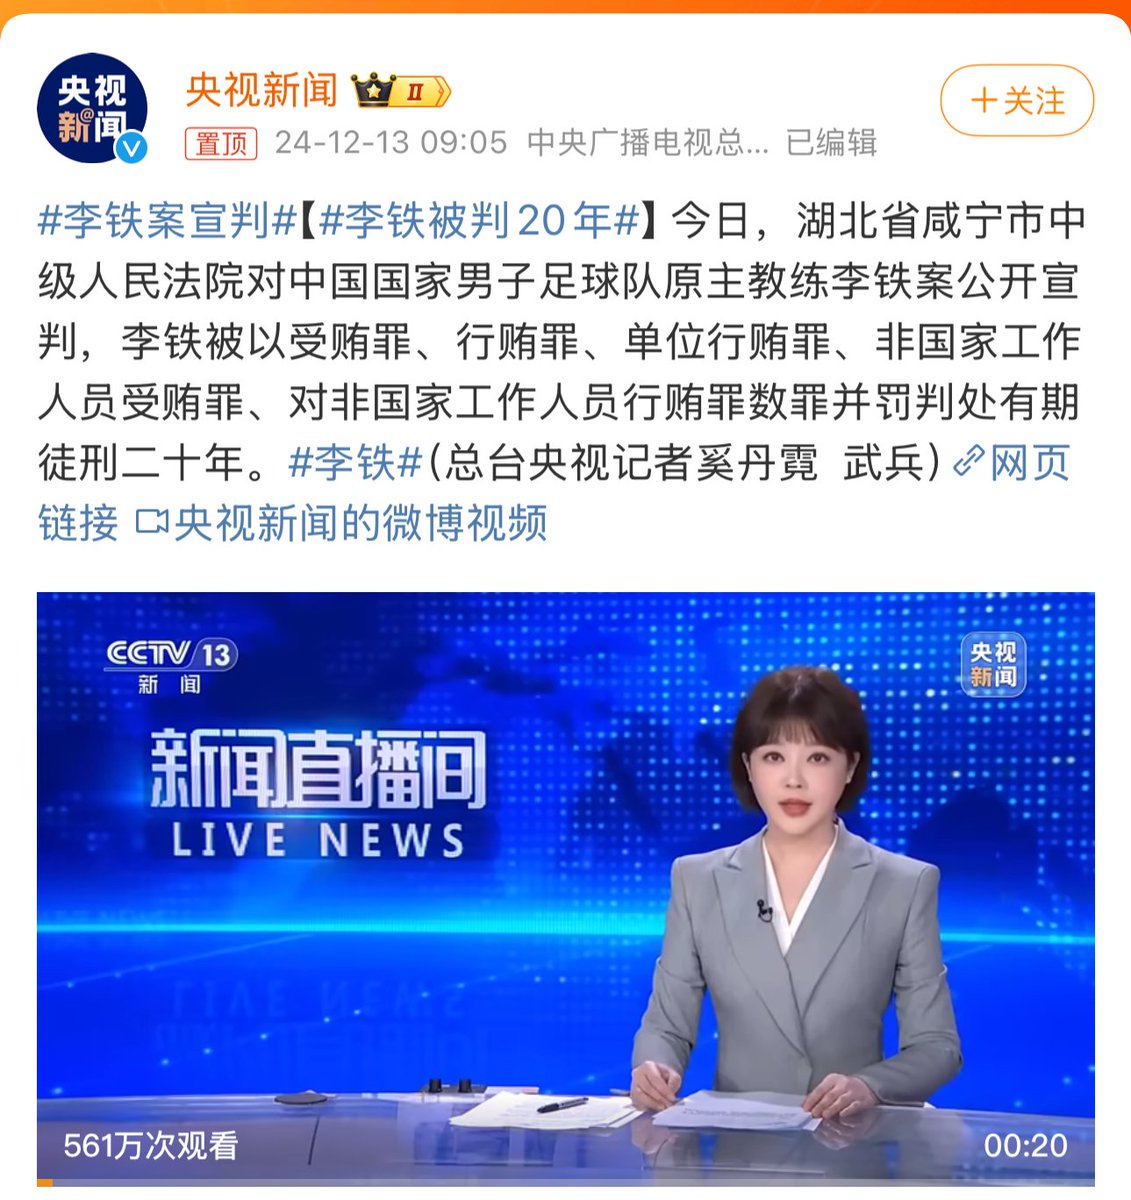 央视
新@闻
央视新闻 II
+关注
置顶 24-12-13 09:05 中央广播电视总... 已编辑
#李铁案宣判#【#李铁被判20年#】今日，湖北省咸宁市中
级人民法院对中国国家男子足球队原主教练李铁案公开宣
判，李铁被以受贿罪、行贿罪、单位行贿罪、非国家工作
人员受贿罪、对非国家工作人员行贿罪数罪并罚判处有期
徒刑二十年。#李铁#（总台央视记者奚丹霓 武兵）网页
链接 央视新闻的微博视频
CCTV 13
新闻
央视
新闻
新闻直播间
LIVE NEWS
561万次观看
00:20